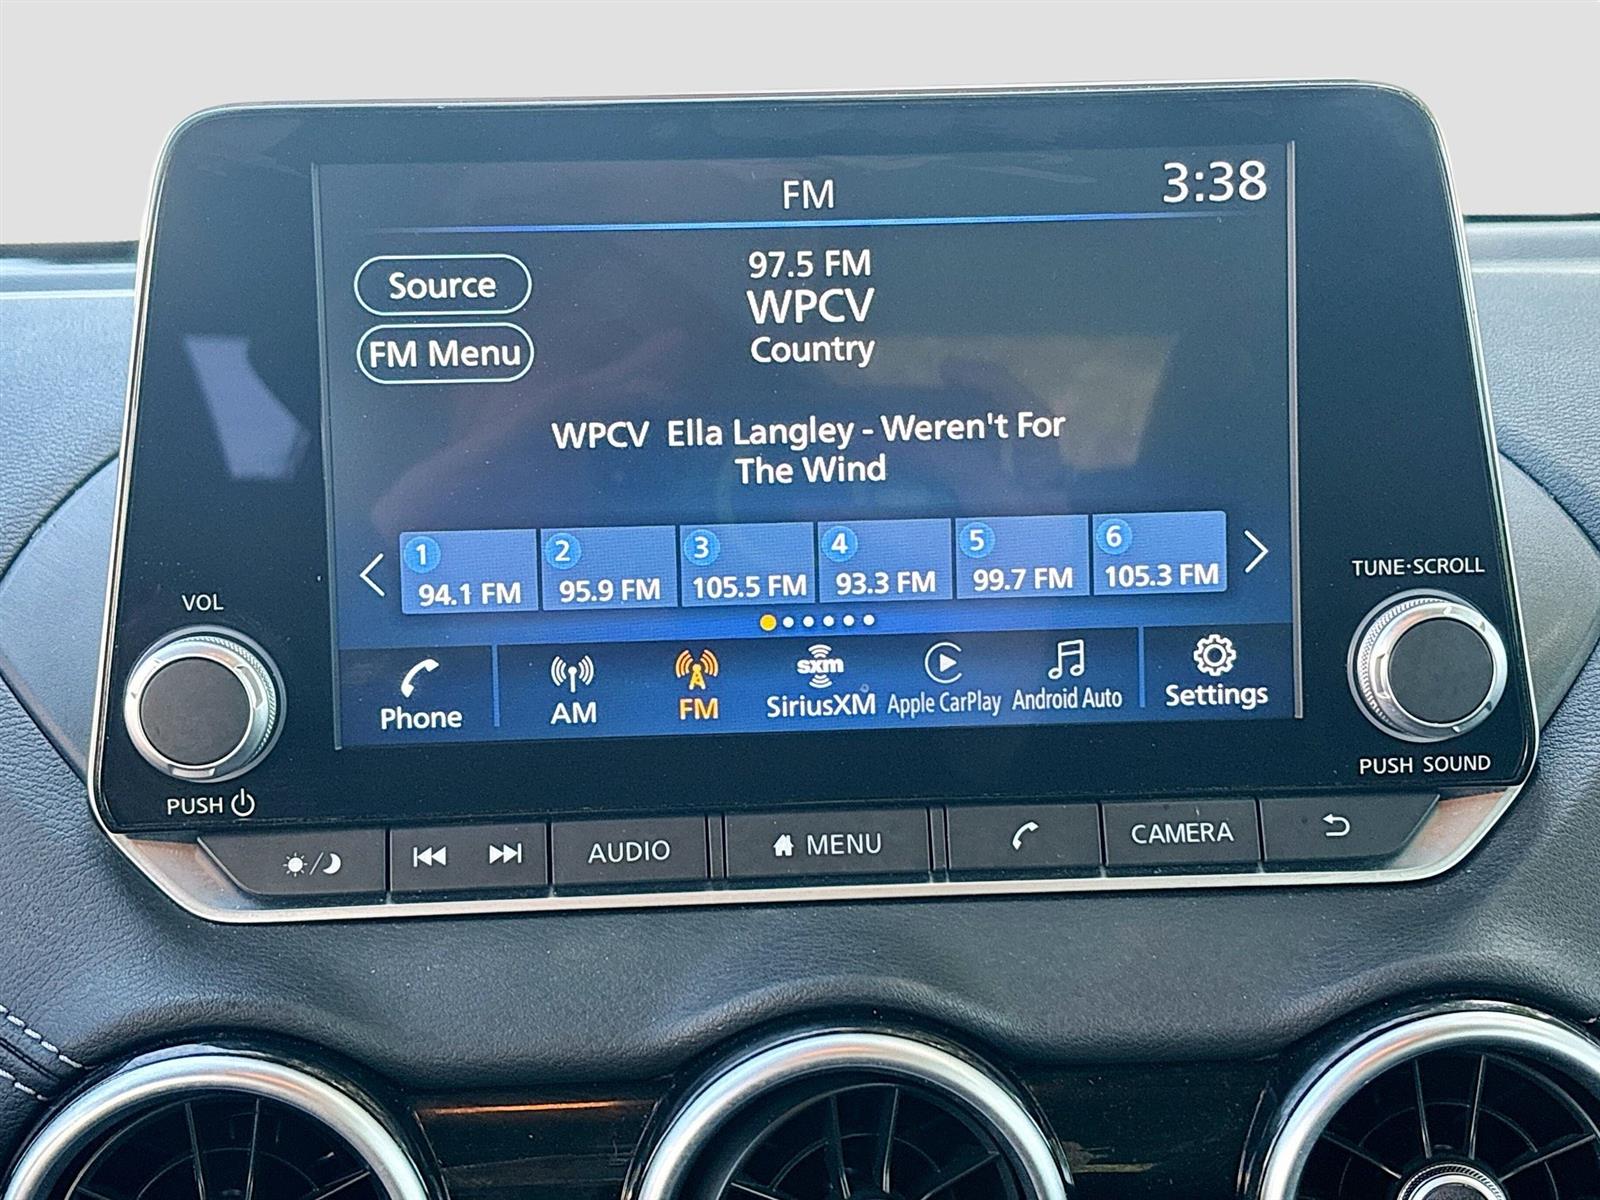 FM
3:38
Source
FM Menu
97.5 FM
WPCV
Country
WPCV Ella Langley - Weren't For
The Wind
1
94.1 FM
2
95.9 FM
3
105.5 FM
4
93.3 FM
5
99.7 FM
6
105.3 FM
Phone
AM
FM
sxm
SiriusXM
Apple CarPlay
Android Auto
Settings
VOL
PUSH
TUNE·SCROLL
PUSH SOUND
AUDIO
MENU
CAMERA